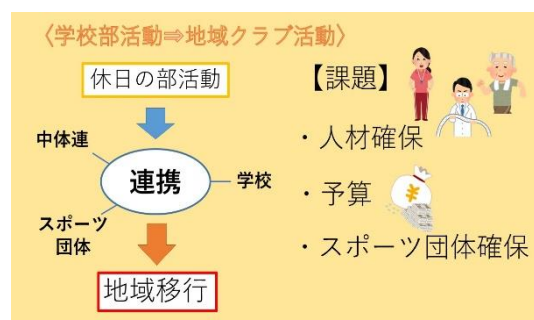 〈学校部活動⇒地域クラブ活動〉
休日の部活動
中体連
連携
学校
スポーツ
団体
地域移行
【課題】
・人材確保
・予算
・スポーツ団体確保